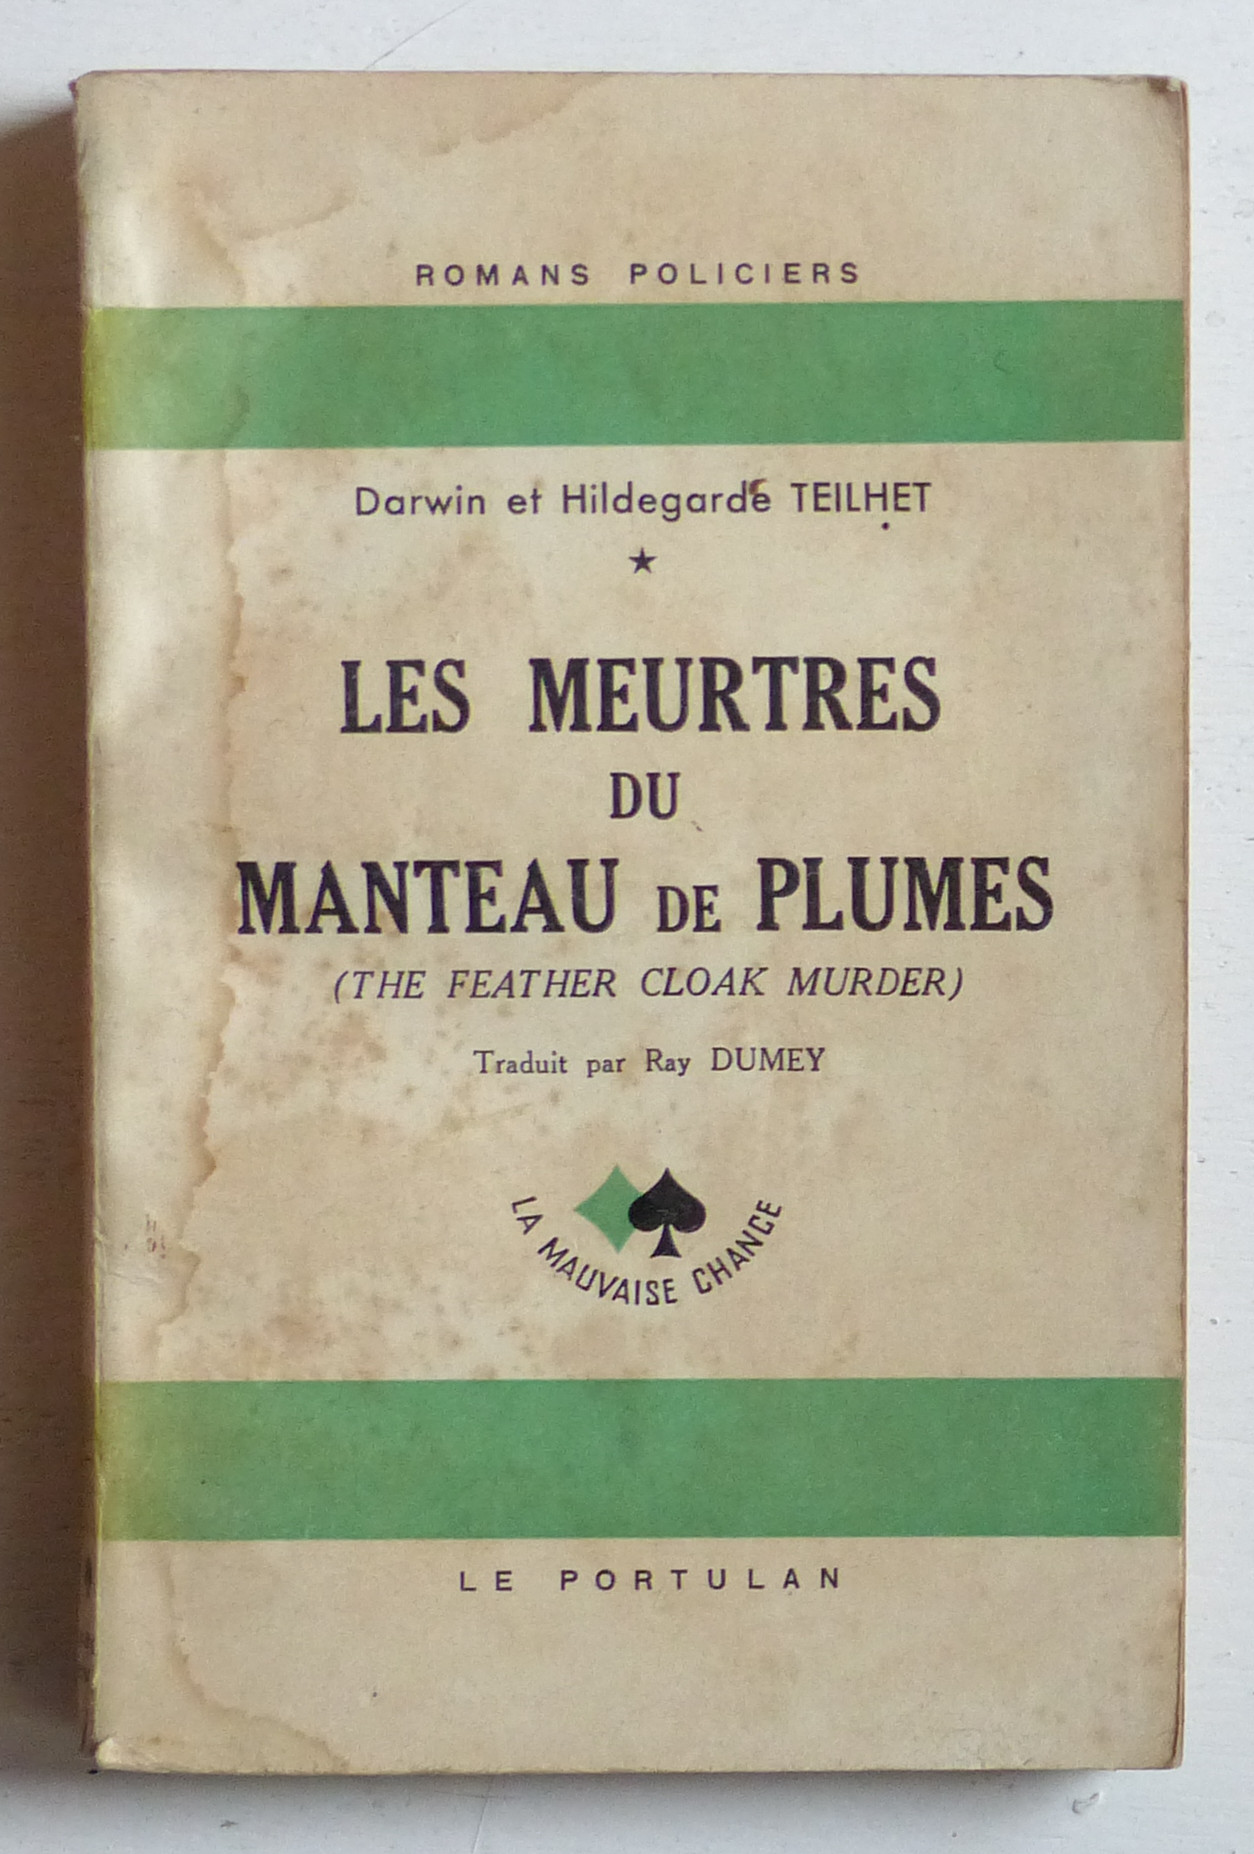 ROMANS POLICIERS
Darwin et Hildegarde TEILHET
★
LES MEURTRES
DU
MANTEAU DE PLUMES
(THE FEATHER CLOAK MURDER)
Traduit par Ray DUMEY
LA MAUVAISE CHANCE
LE PORTULAN